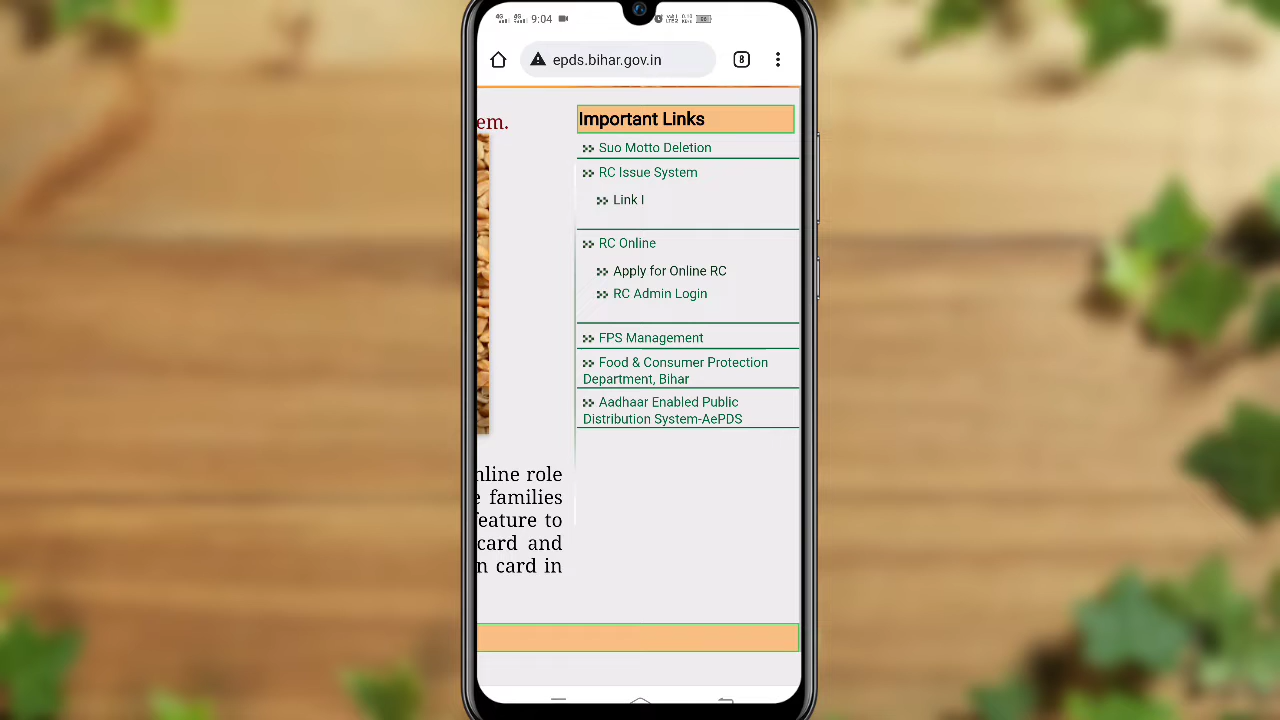 9:04
epds.bihar.gov.in
8
em.
Important Links
Suo Motto Deletion
RC Issue System
Link I
RC Online
Apply for Online RC
RC Admin Login
FPS Management
Food & Consumer Protection
Department, Bihar
Aadhaar Enabled Public
Distribution System-AePDS
nline role
families
eature to
card and
n card in